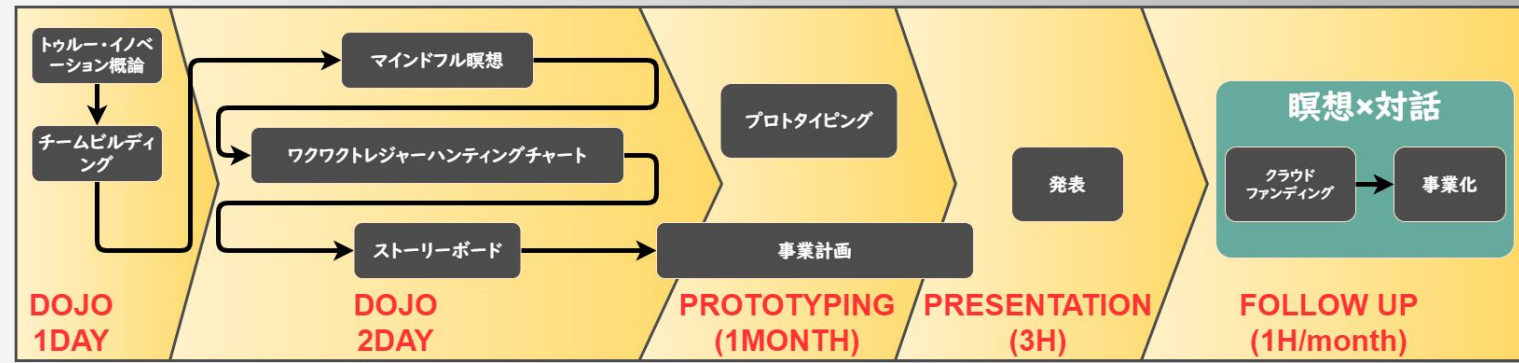 トゥルー・イノベ
ーション概論
チームビルディ
ング
マインドフル瞑想
ワクワクトレジャーハンティングチャート
ストーリーボード
プロトタイピング
事業計画
発表
瞑想×対話
クラウド
ファンディング
事業化
DOJO
1DAY
DOJO
2DAY
PROTOTYPING
(1MONTH)
PRESENTATION
(3H)
FOLLOW UP
(1H/month)